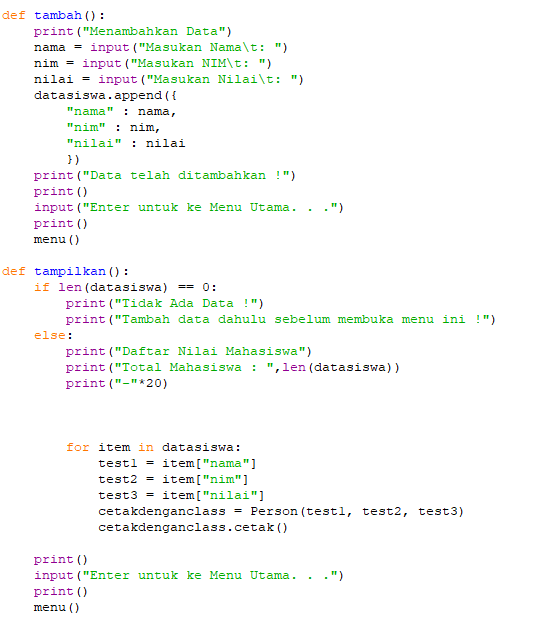 def tambah():
    print("Menambahkan Data")
    nama = input("Masukan Nama\t: ")
    nim = input("Masukan NIM\t: ")
    nilai = input("Masukan Nilai\t: ")
    datasiswa.append({
        "nama" : nama,
        "nim" : nim,
        "nilai" : nilai
        })
    print("Data telah ditambahkan !")
    print()
    input("Enter untuk ke Menu Utama. . .")
    print()
    menu()

def tampilkan():
    if len(datasiswa) == 0:
        print("Tidak Ada Data !")
        print("Tambah data dahulu sebelum membuka menu ini !")
    else:
        print("Daftar Nilai Mahasiswa")
        print("Total Mahasiswa : ",len(datasiswa))
        print("-"*20)



        for item in datasiswa:
            test1 = item["nama"]
            test2 = item["nim"]
            test3 = item["nilai"]
            cetakdenganclass = Person(test1, test2, test3)
            cetakdenganclass.cetak()

    print()
    input("Enter untuk ke Menu Utama. . .")
    print()
    menu()